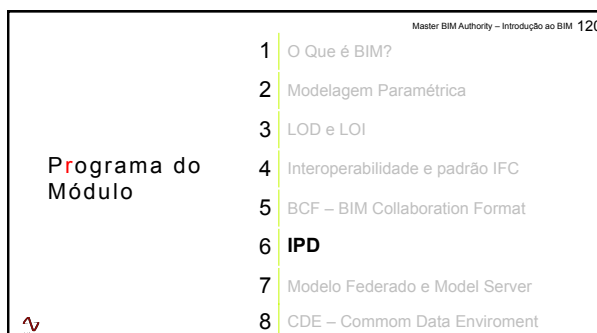 Master BIM Authority – Introdução ao BIM 120
Programa do
Módulo
1 O Que é BIM?
2 Modelagem Paramétrica
3 LOD e LOI
4 Interoperabilidade e padrão IFC
5 BCF – BIM Collaboration Format
6 IPD
7 Modelo Federado e Model Server
8 CDE – Commom Data Enviroment